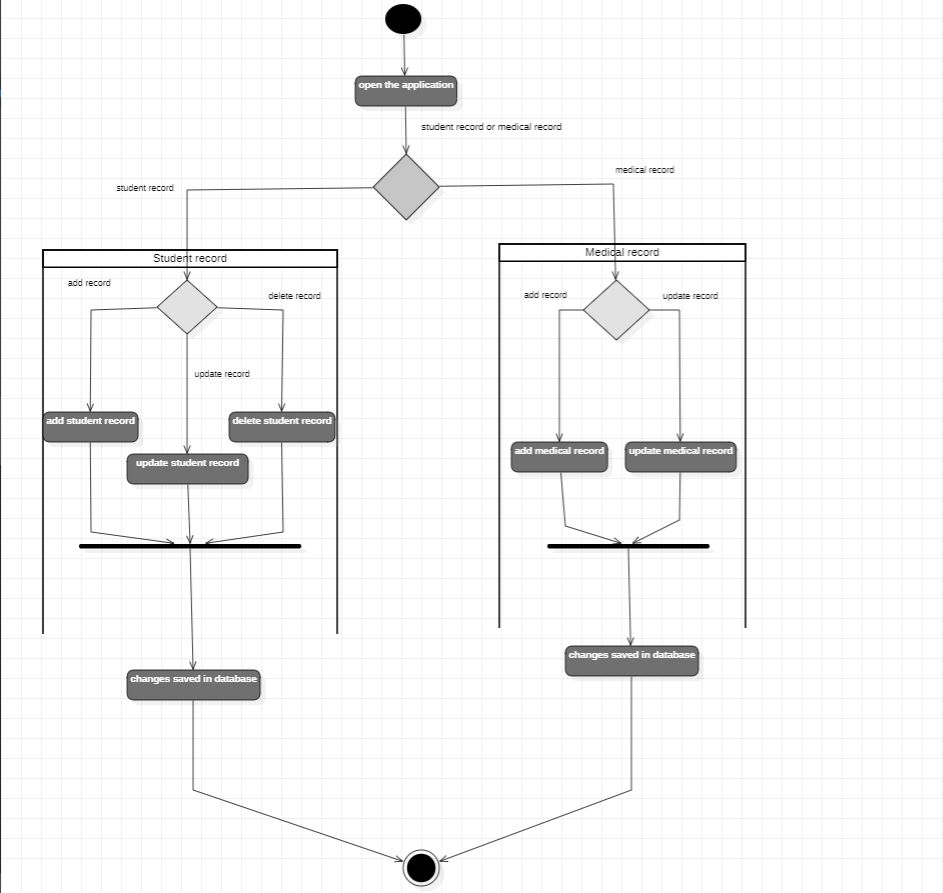 open the application
student record or medical record
student record
medical record
Student record
Medical record
add record
delete record
update record
add student record
delete student record
update student record
add record
update record
add medical record
update medical record
changes saved in database
changes saved in database